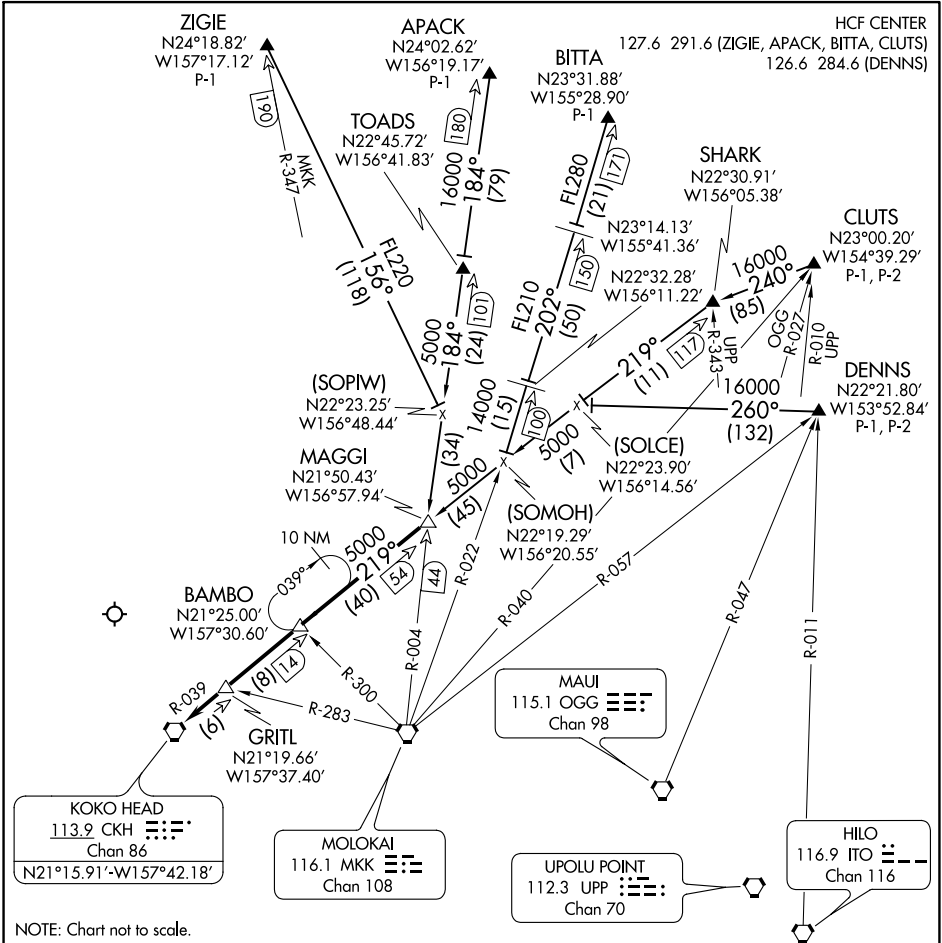 ZIGIE
N24°18.82'
W157°17.12'
P-1
APACK
N24°02.62'
W156°19.17'
P-1
BITTA
N23°31.88'
W155°28.90'
P-1
HCF CENTER
127.6 291.6 (ZIGIE, APACK, BITTA, CLUTS)
126.6 284.6 (DENNS)
TOADS
N22°45.72'
W156°41.83'
SHARK
N22°30.91'
W156°05.38'
CLUTS
N23°00.20'
W154°39.29'
P-1, P-2
DENNS
N22°21.80'
W153°52.84'
P-1, P-2
190
MKK
R-347
FL220
156°
(118)
180
16000
184°
(79)
101
5000
184°
(24)
(34)
171
FL280
(21)
N23°14.13'
W155°41.36'
150
FL210
202°
(50)
N22°32.28'
W156°11.22'
14000
(15)
100
16000
240°
(85)
117
219°
(11)
UPP
R-343
OGG
R-027
R-010
UPP
16000
260°
(132)
(SOPIW)
N22°23.25'
W156°48.44'
x
x
x
5000
(7)
(SOLCE)
N22°23.90'
W156°14.56'
(SOMOH)
N22°19.29'
W156°20.55'
5000
(45)
MAGGI
N21°50.43'
W156°57.94'
10 NM
039°
5000
219°
(40)
54
44
BAMBO
N21°25.00'
W157°30.60'
(8)
14
R-039
(6)
GRITL
N21°19.66'
W157°37.40'
R-283
R-300
R-004
R-022
R-040
R-057
R-047
R-011
MAUI
115.1 OGG
Chan 98
KOKO HEAD
113.9 CKH
Chan 86
N21°15.91'-W157°42.18'
MOLOKAI
116.1 MKK
Chan 108
UPOLU POINT
112.3 UPP
Chan 70
HILO
116.9 ITO
Chan 116
NOTE: Chart not to scale.